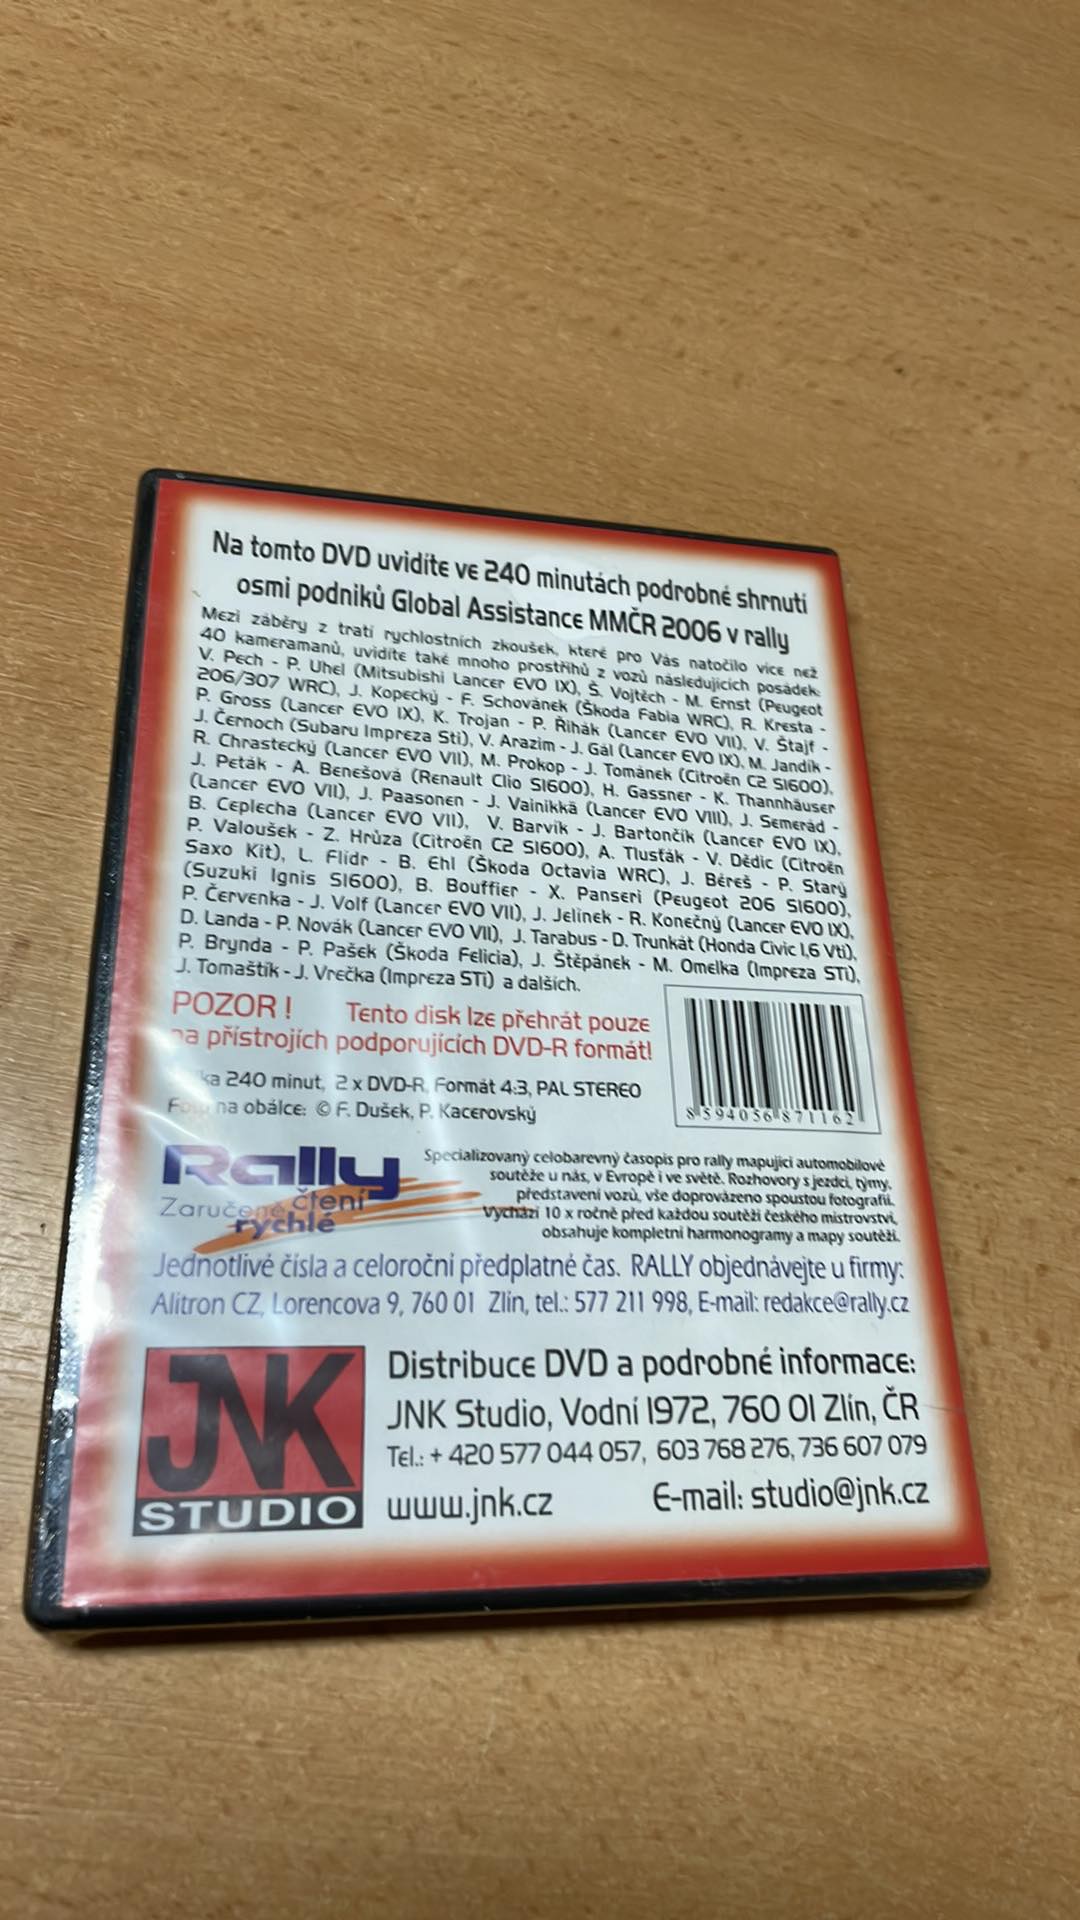 Na tomto DVD uvidíte ve 240 minutách podrobné shrnutí
osmi podniků Global Assistance MMČR 2006 v rally
Mezi záběry z tratí rychlostních zkoušek, které pro Vás natočilo více než
40 kameramanů, uvidíte také mnoho prostřihů z vozů následujících posádek:
V. Pech - P. Uhel (Mitsubishi Lancer EVO IX), Š. Vojtěch - M. Ernst (Peugeot
206/307 WRC), J. Kopecký - F. Schovánek (Škoda Fabia WRC), R. Kresta -
P. Gross (Lancer EVO IX), K. Trojan - P. Řihák (Lancer EVO VII), V. Štajf -
J. Černoch (Subaru Impreza Sti), V. Arazim - J. Gál (Lancer EVO IX), M. Jandík -
R. Chrastecký (Lancer EVO VII), M. Prokop - J. Tománek (Citroën C2 S1600),
J. Peták - A. Benešová (Renault Clio S1600), H. Gassner - K. Thannhäuser
(Lancer EVO VII), J. Paasonen - J. Vainikkä (Lancer EVO VIII), J. Semerád -
B. Ceplecha (Lancer EVO VII), V. Barvík - J. Bartončík (Lancer EVO IX),
P. Valoušek - Z. Hrůza (Citroën C2 S1600), A. Tlusťák - V. Dědic (Citroën
Saxo Kit), L. Flídr - B. Ehl (Škoda Octavia WRC), J. Béreš - P. Starý
(Suzuki Ignis S1600), B. Bouffier - X. Panseri (Peugeot 206 S1600),
P. Červenka - J. Volf (Lancer EVO VII), J. Jelínek - R. Konečný (Lancer EVO IX),
D. Landa - P. Novák (Lancer EVO VII), J. Tarabus - D. Trunkát (Honda Civic 1,6 Vti),
P. Brynda - P. Pašek (Škoda Felicia), J. Štěpánek - M. Omelka (Impreza STi),
J. Tomaštík - J. Vrečka (Impreza STi) a dalších.
POZOR ! Tento disk lze přehrát pouze
na přístrojích podporujících DVD-R formát!
240 minut, 2 x DVD-R, Formát 4:3, PAL STEREO
Foto na obálce: © F. Dušek, P. Kacerovský
8594056871162
Rally
Zaručeně čtení
rychlé
Specializovaný celobarevný časopis pro rally mapující automobilové
soutěže u nás, v Evropě i ve světě. Rozhovory s jezdci, týmy,
představení vozů, vše doprovázeno spoustou fotografií.
Vychází 10 x ročně před každou soutěží českého mistrovství,
obsahuje kompletní harmonogramy a mapy soutěží.
Jednotlivé čísla a celoroční předplatné čas. RALLY objednávejte u firmy:
Alitron CZ, Lorencova 9, 760 01 Zlín, tel.: 577 211 998, E-mail: redakce@rally.cz
JNK
STUDIO
Distribuce DVD a podrobné informace:
JNK Studio, Vodní 1972, 760 01 Zlín, ČR
Tel.: + 420 577 044 057, 603 768 276, 736 607 079
www.jnk.cz E-mail: studio@jnk.cz